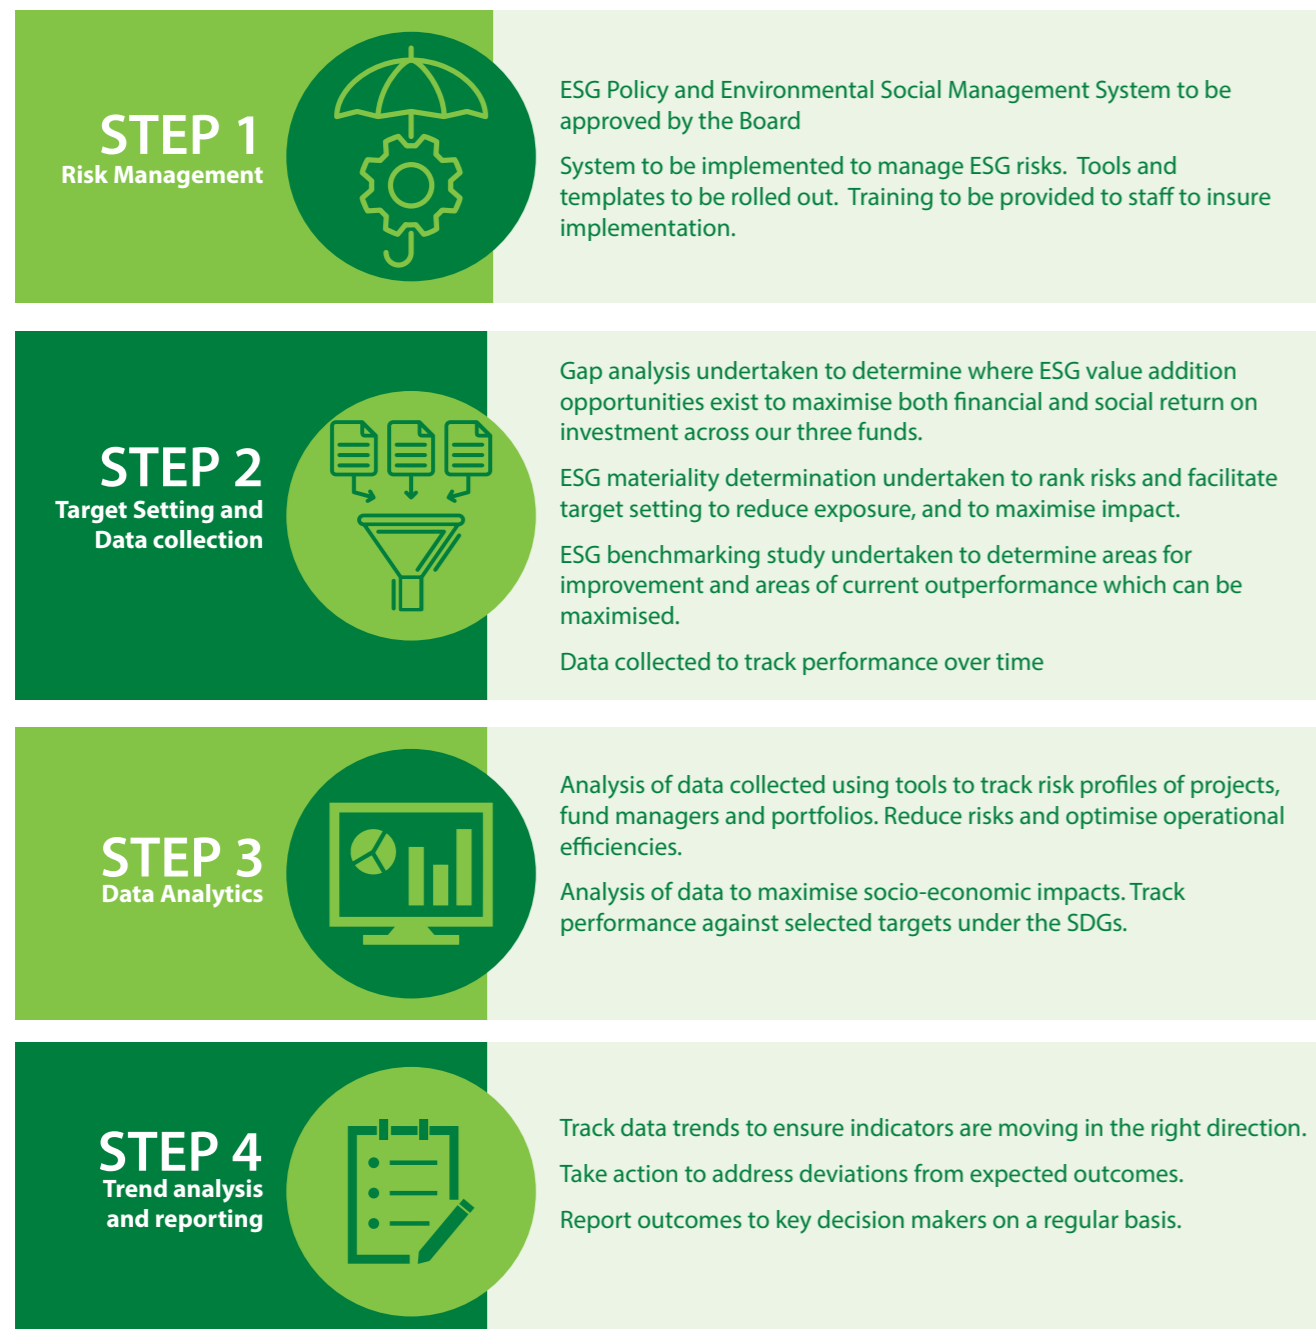 STEP 1
Risk Management
ESG Policy and Environmental Social Management System to be
approved by the Board
System to be implemented to manage ESG risks.  Tools and
templates to be rolled out.  Training to be provided to staff to insure
implementation.
STEP 2
Target Setting and
Data collection
Gap analysis undertaken to determine where ESG value addition
opportunities exist to maximise both financial and social return on
investment across our three funds.
ESG materiality determination undertaken to rank risks and facilitate
target setting to reduce exposure, and to maximise impact.
ESG benchmarking study undertaken to determine areas for
improvement and areas of current outperformance which can be
maximised.
Data collected to track performance over time
STEP 3
Data Analytics
Analysis of data collected using tools to track risk profiles of projects,
fund managers and portfolios. Reduce risks and optimise operational
efficiencies.
Analysis of data to maximise socio-economic impacts. Track
performance against selected targets under the SDGs.
STEP 4
Trend analysis
and reporting
Track data trends to ensure indicators are moving in the right direction.
Take action to address deviations from expected outcomes.
Report outcomes to key decision makers on a regular basis.